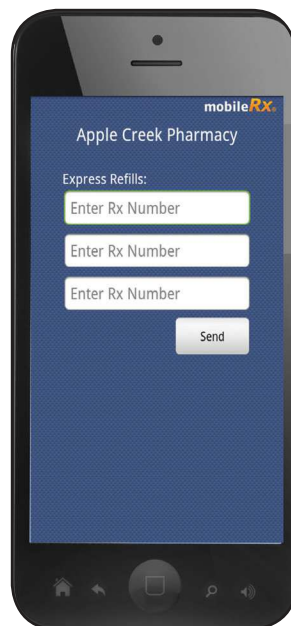 mobileRx®
Apple Creek Pharmacy
Express Refills:
Enter Rx Number
Enter Rx Number
Enter Rx Number
Send